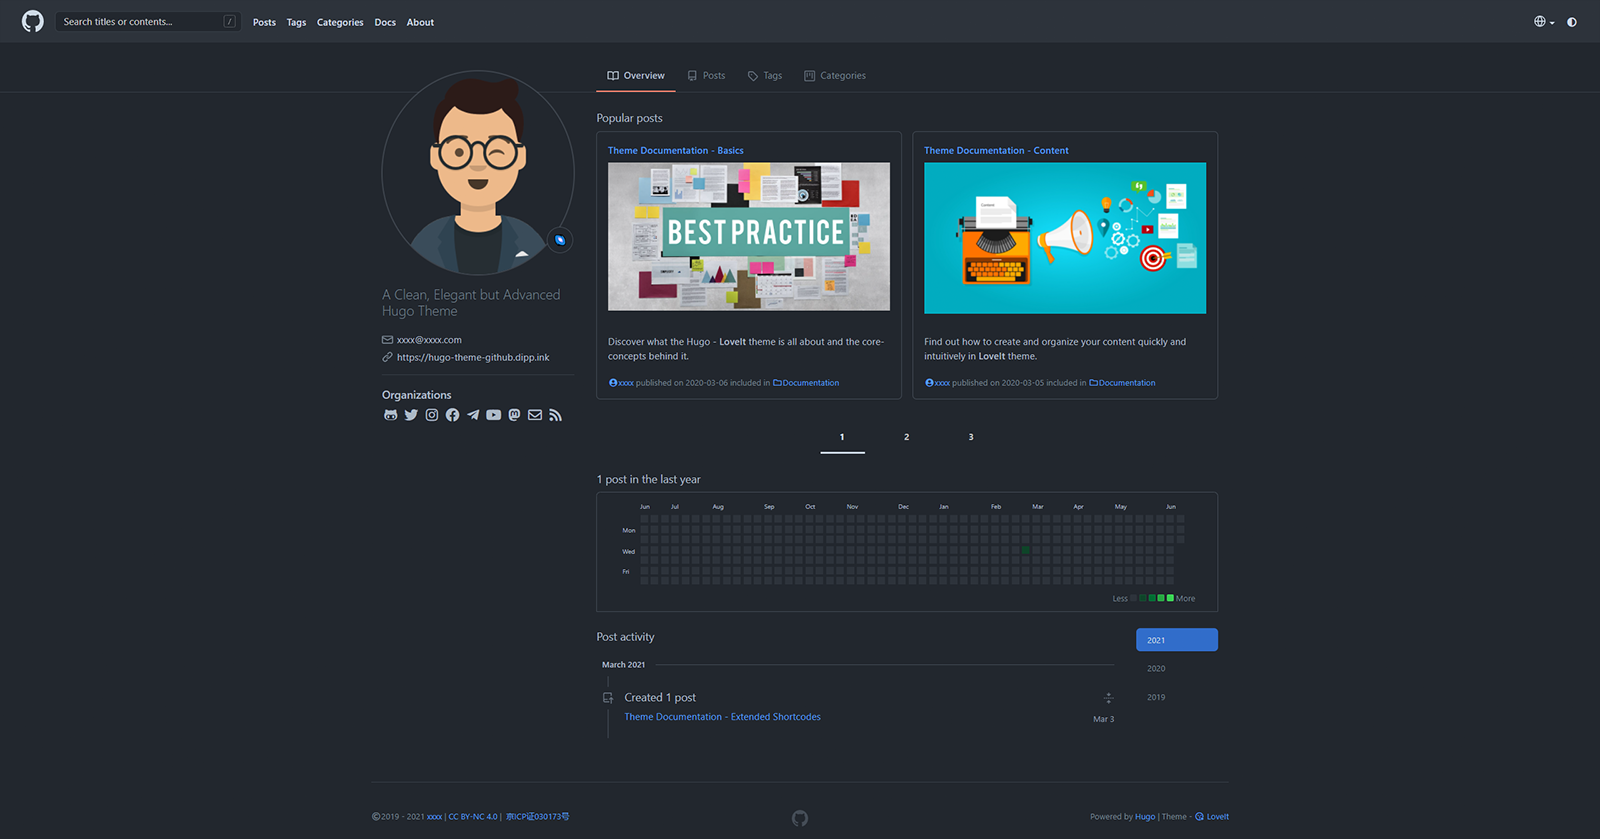 Search titles or contents... /
Posts Tags Categories Docs About
Overview Posts Tags Categories
A Clean, Elegant but Advanced
Hugo Theme
xxxx@xxxx.com
https://hugo-theme-github.dipp.ink
Organizations
Popular posts
Theme Documentation - Basics
BEST PRACTICE
Discover what the Hugo - LoveIt theme is all about and the core-
concepts behind it.
xxxx published on 2020-03-06 included in Documentation
Theme Documentation - Content
Content
Find out how to create and organize your content quickly and
intuitively in LoveIt theme.
xxxx published on 2020-03-05 included in Documentation
1 2 3
1 post in the last year
Jun Jul Aug Sep Oct Nov Dec Jan Feb Mar Apr May Jun
Mon
Wed
Fri
Less More
Post activity
2021
2020
2019
March 2021
Created 1 post
Theme Documentation - Extended Shortcodes
Mar 3
©2019 - 2021 xxxx | CC BY-NC 4.0 | 京ICP证030173号
Powered by Hugo | Theme - LoveIt